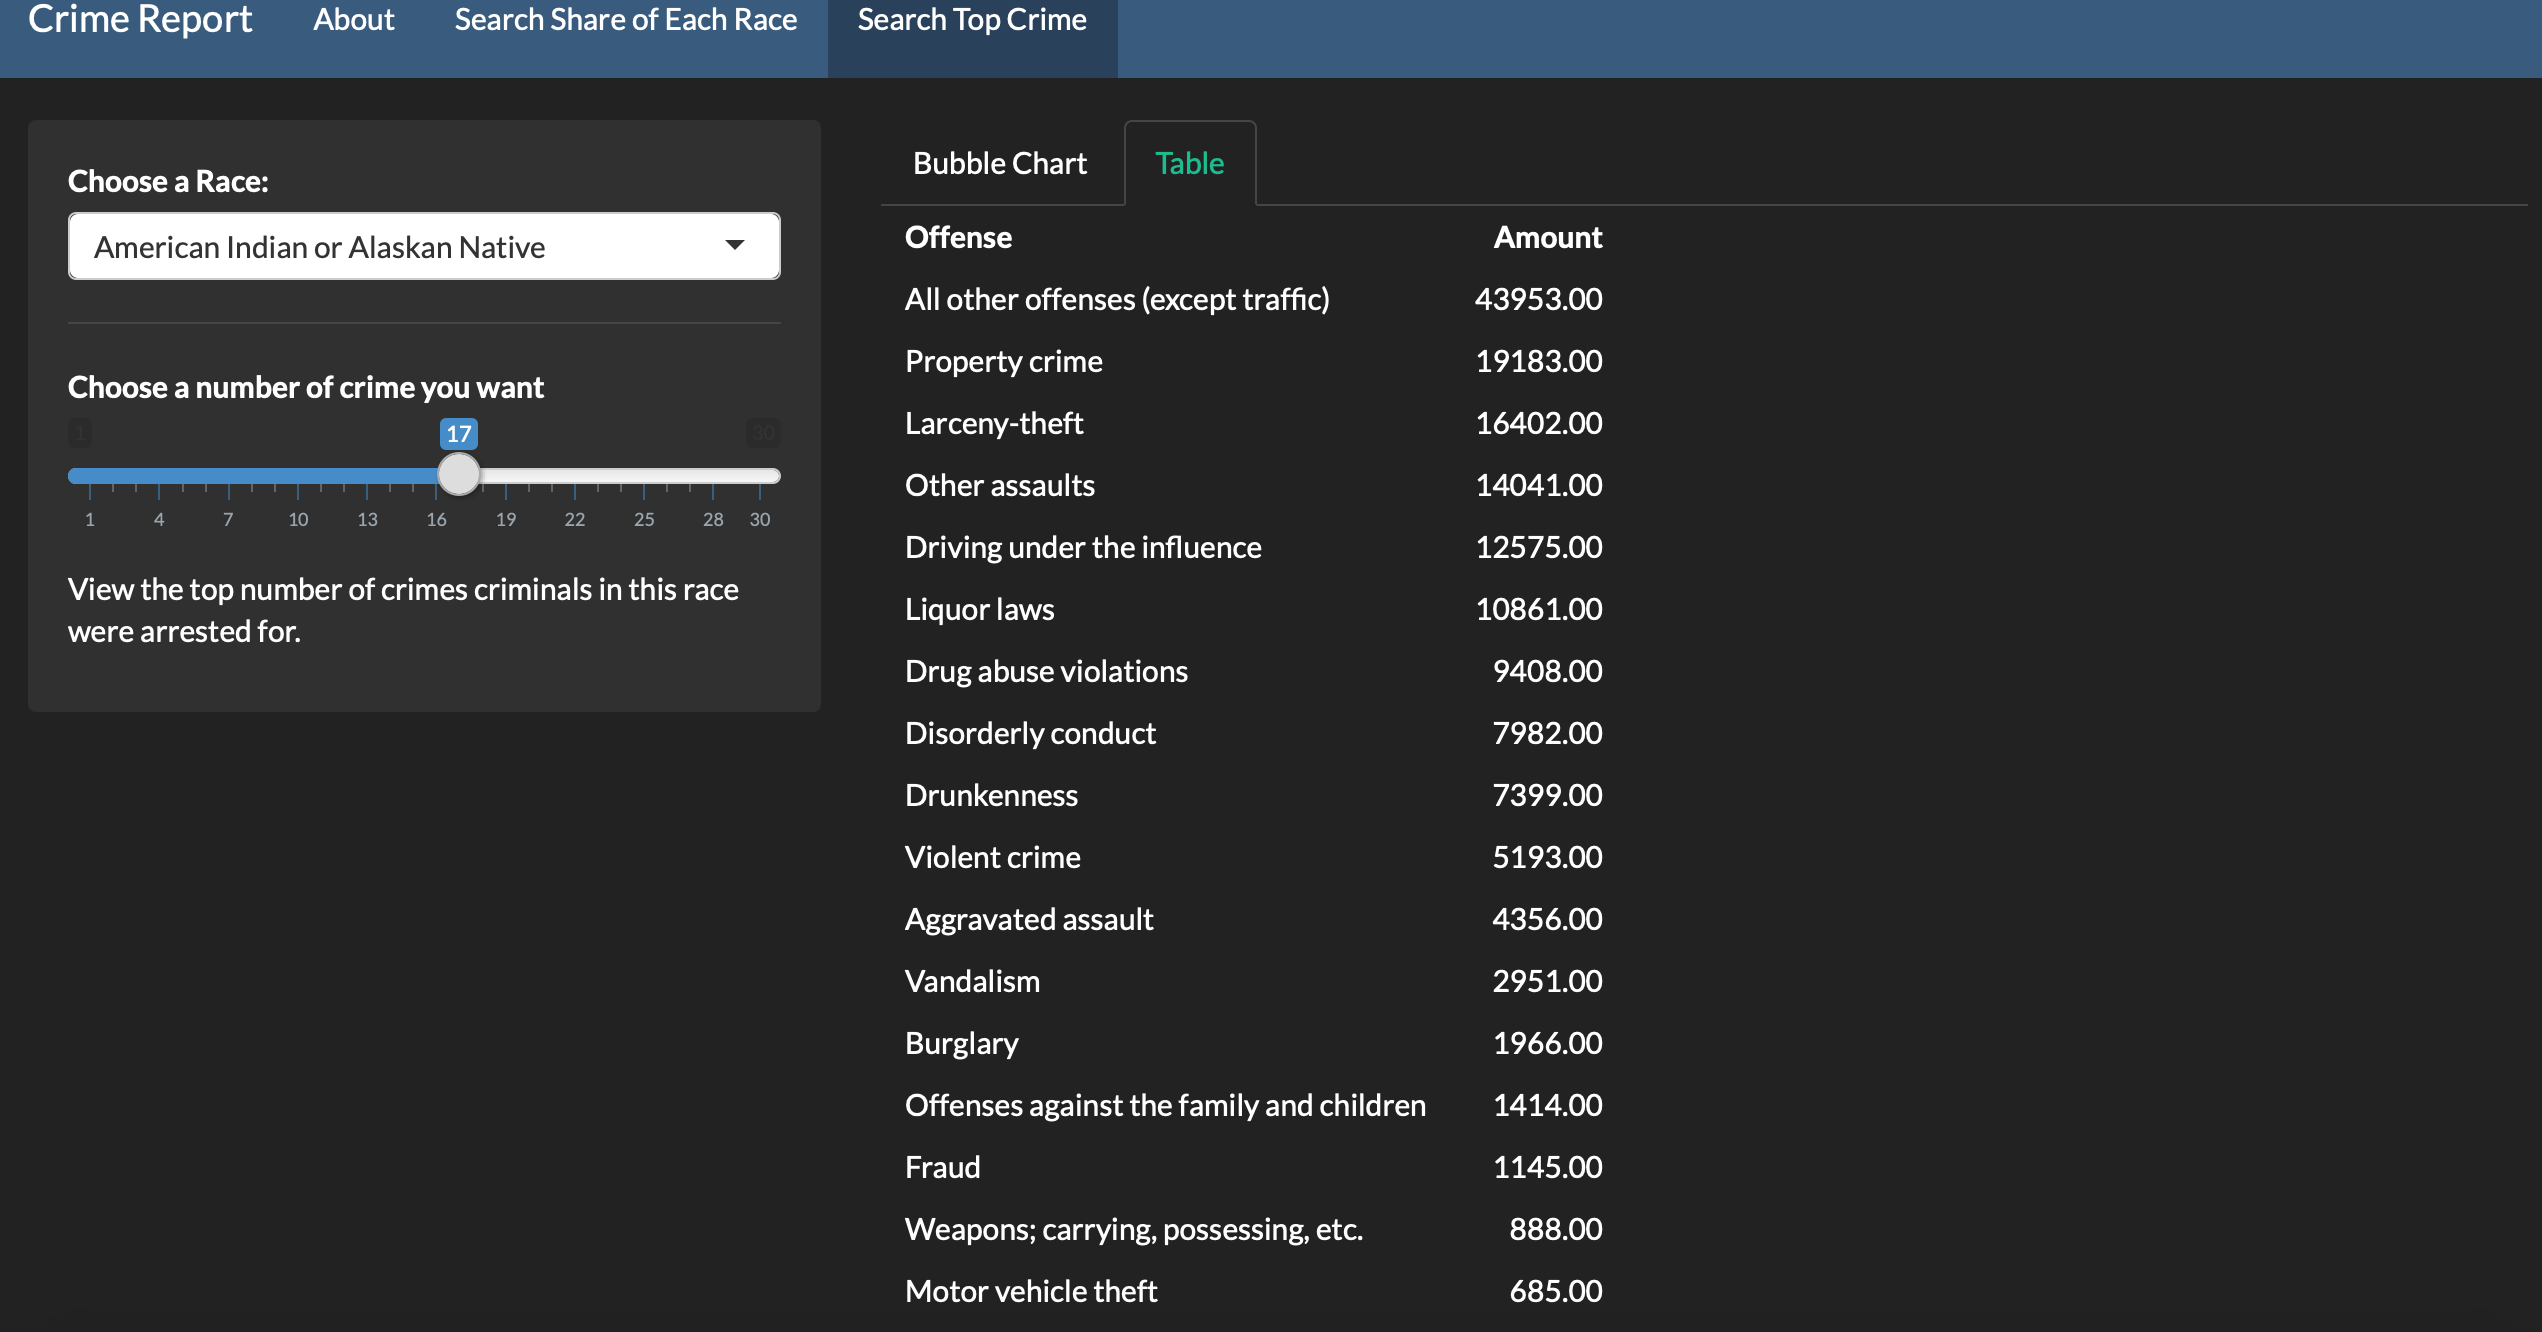 Crime Report About Search Share of Each Race Search Top Crime
Choose a Race:
American Indian or Alaskan Native
Choose a number of crime you want
1 17 30
1 4 7 10 13 16 19 22 25 28 30
View the top number of crimes criminals in this race
were arrested for.
Bubble Chart Table
Offense Amount
All other offenses (except traffic) 43953.00
Property crime 19183.00
Larceny-theft 16402.00
Other assaults 14041.00
Driving under the influence 12575.00
Liquor laws 10861.00
Drug abuse violations 9408.00
Disorderly conduct 7982.00
Drunkenness 7399.00
Violent crime 5193.00
Aggravated assault 4356.00
Vandalism 2951.00
Burglary 1966.00
Offenses against the family and children 1414.00
Fraud 1145.00
Weapons; carrying, possessing, etc. 888.00
Motor vehicle theft 685.00